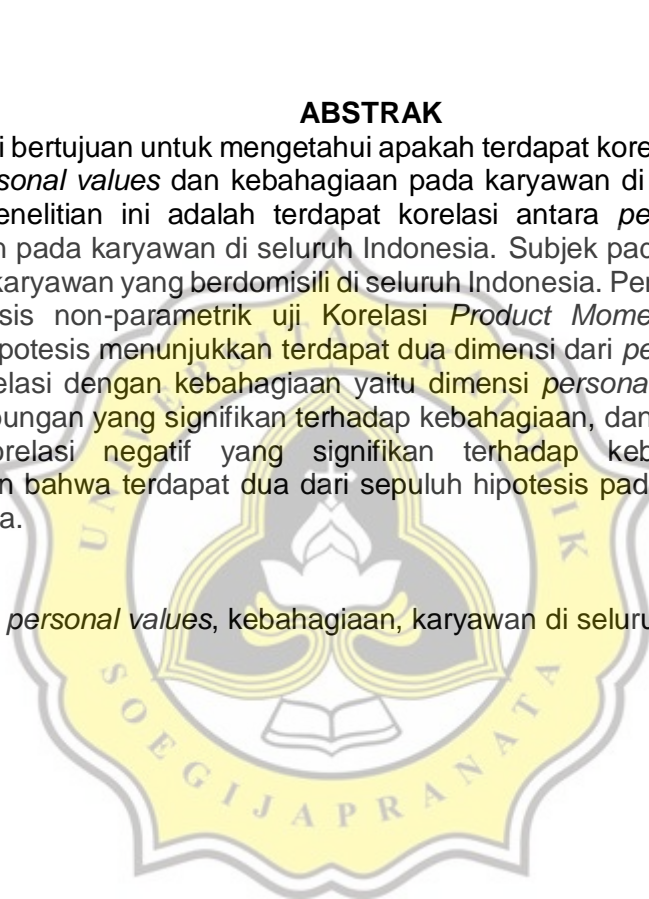 ABSTRAK
i bertujuan untuk mengetahui apakah terdapat kore
sonal values dan kebahagiaan pada karyawan di
enelitian ini adalah terdapat korelasi antara pe
n pada karyawan di seluruh Indonesia. Subjek pad
karyawan yang berdomisili di seluruh Indonesia. Per
sis non-parametrik uji Korelasi Product Mome
potesis menunjukkan terdapat dua dimensi dari pe
elasi dengan kebahagiaan yaitu dimensi persona
bungan yang signifikan terhadap kebahagiaan, dan
orelasi negatif yang signifikan terhadap keb
n bahwa terdapat dua dari sepuluh hipotesis pad
a.
personal values, kebahagiaan, karyawan di seluru
UNIVERSITAS KATOLIK
SOEGIJAPRANATA